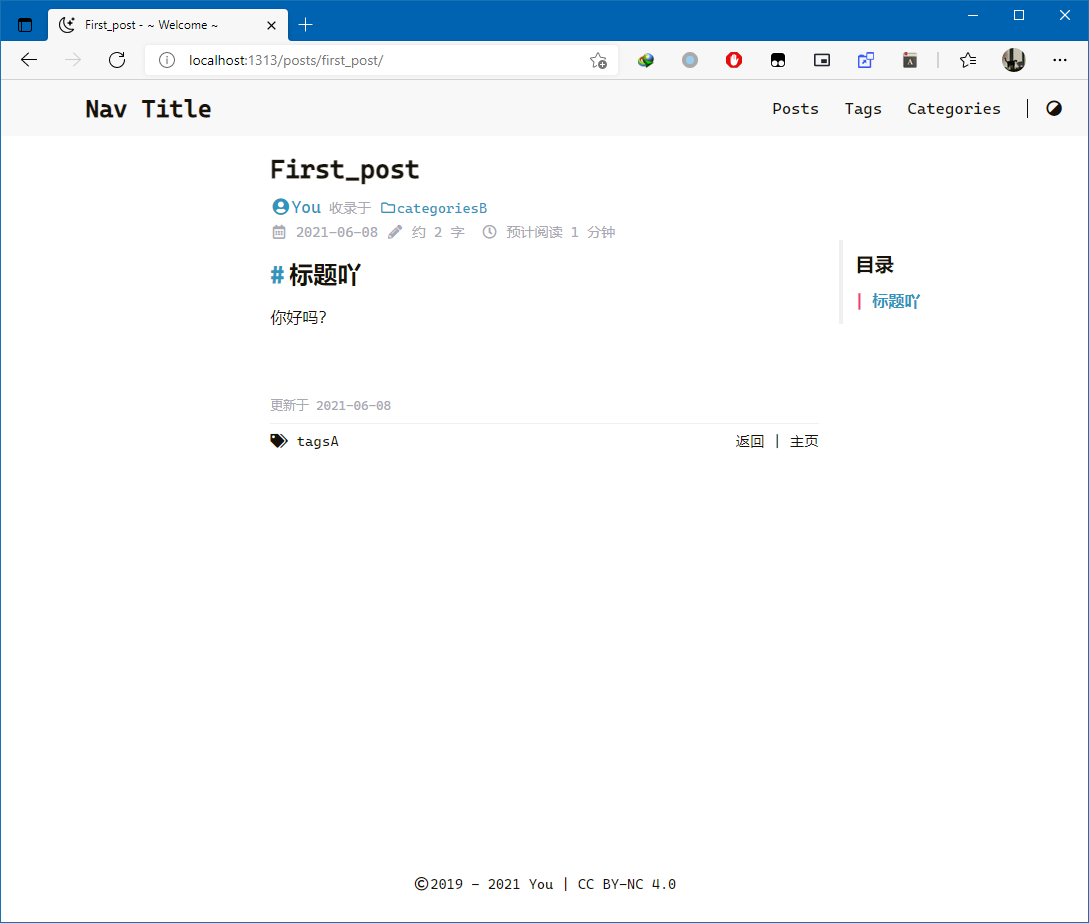 First_post - ~ Welcome ~
localhost:1313/posts/first_post/
Nav Title
Posts Tags Categories
First_post
You 收录于 categoriesB
2021-06-08 约 2 字 预计阅读 1 分钟
# 标题吖
你好吗?
目录
| 标题吖
更新于 2021-06-08
tagsA
返回 | 主页
©2019 - 2021 You | CC BY-NC 4.0